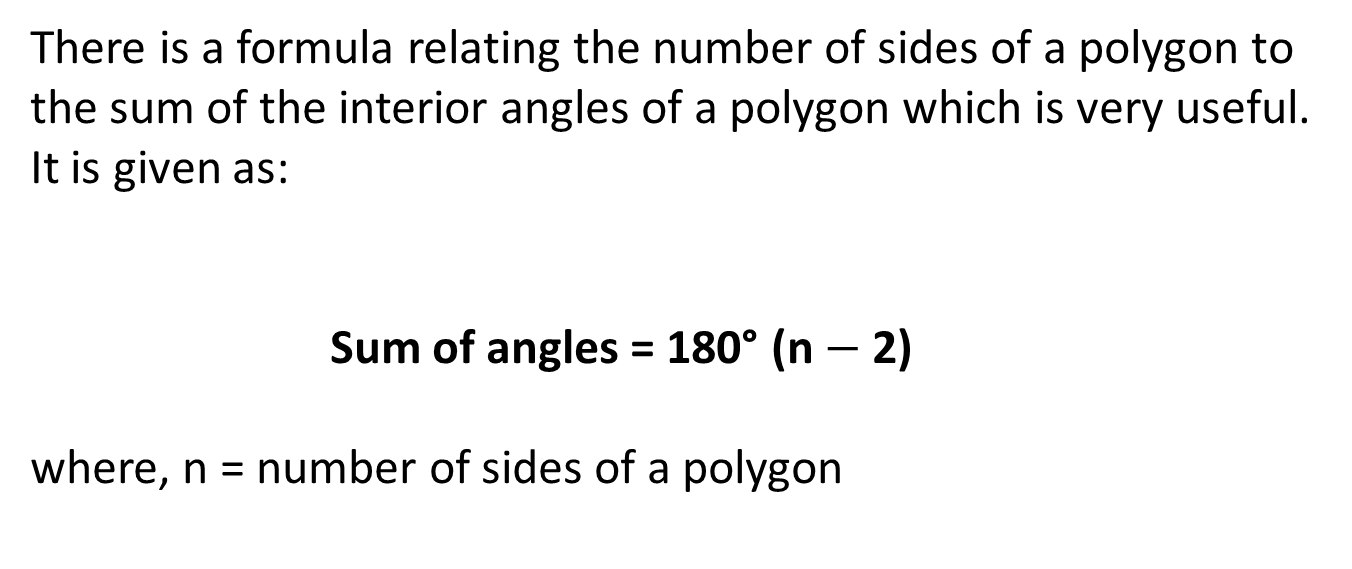 There is a formula relating the number of sides of a polygon to
the sum of the interior angles of a polygon which is very useful.
It is given as:
Sum of angles = 180° (n – 2)
where, n = number of sides of a polygon